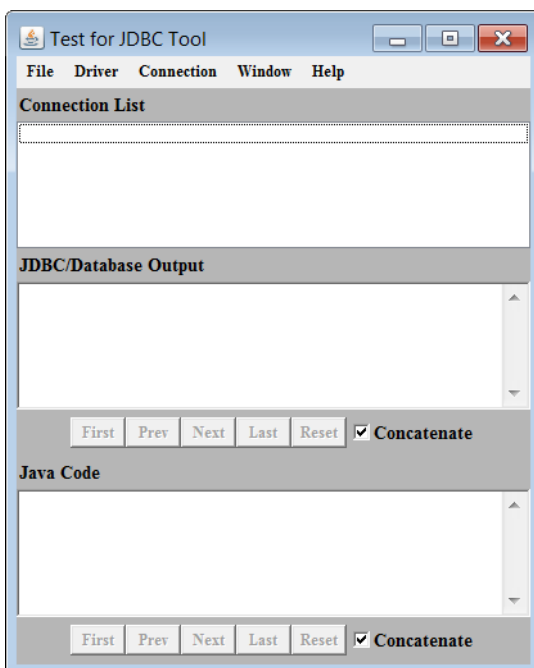 Test for JDBC Tool
File Driver Connection Window Help
Connection List
JDBC/Database Output
First Prev Next Last Reset Concatenate
Java Code
First Prev Next Last Reset Concatenate